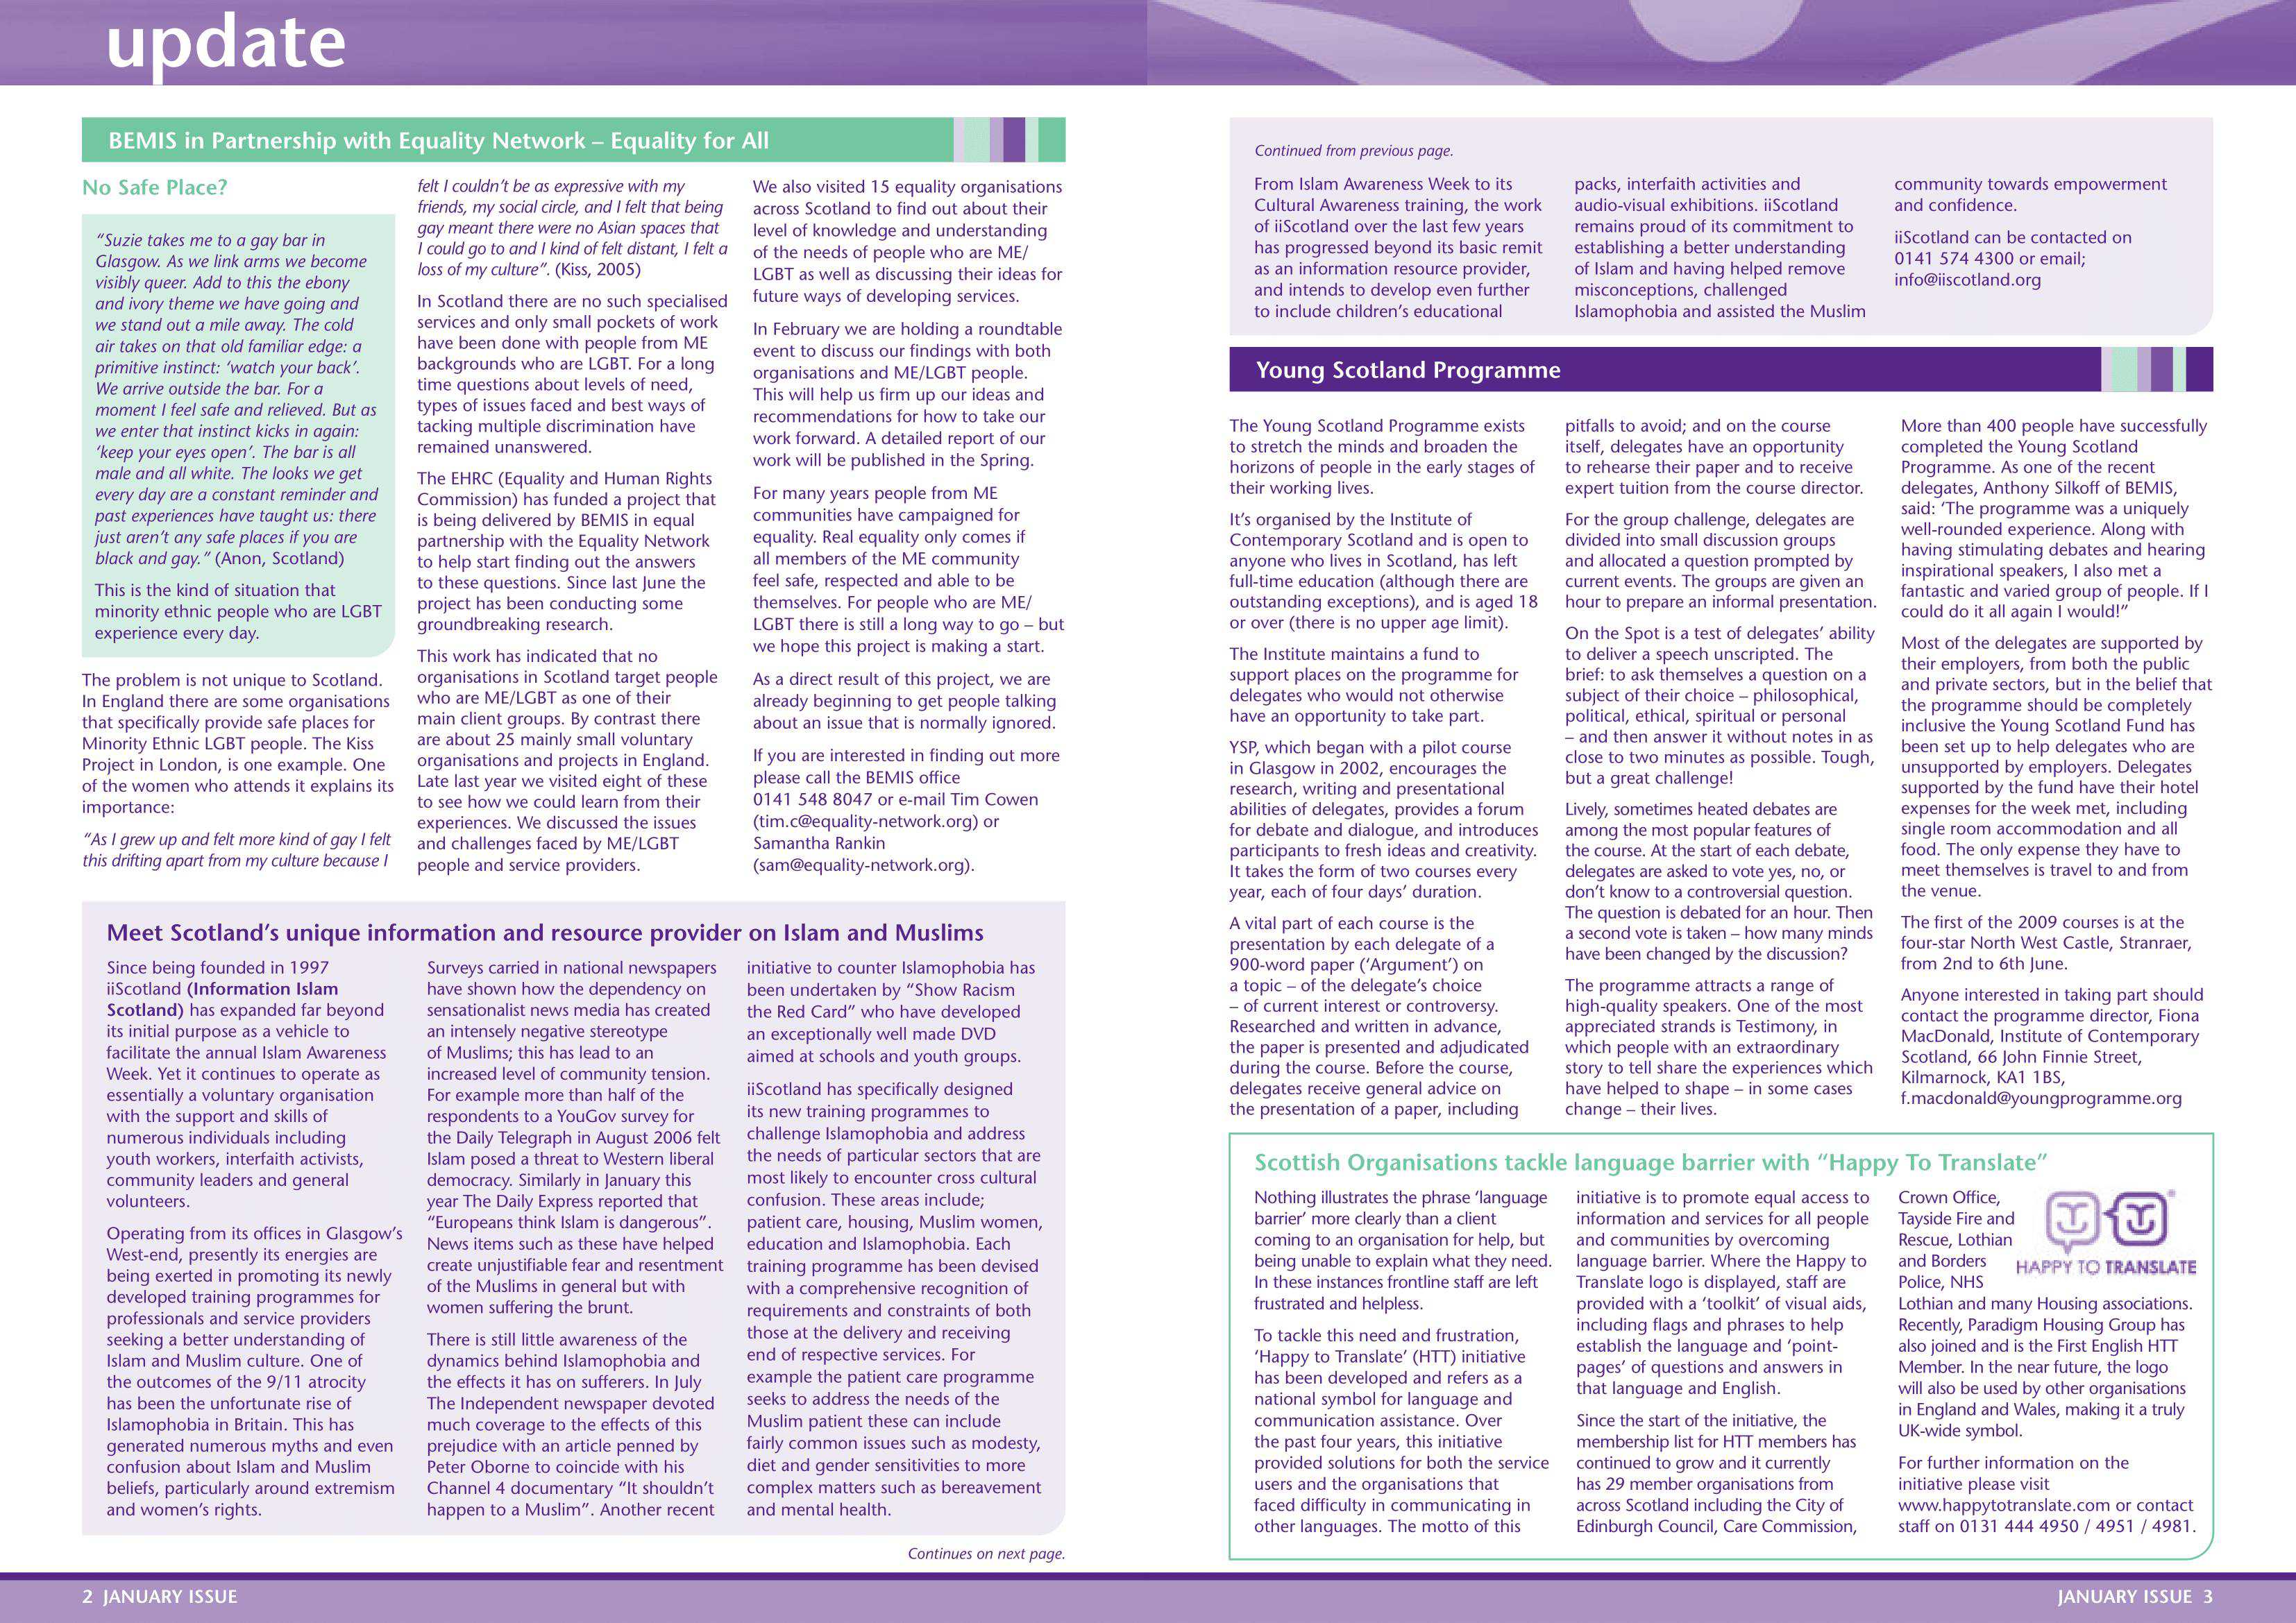 update
BEMIS in Partnership with Equality Network – Equality for All
No Safe Place?
“Suzie takes me to a gay bar in
Glasgow. As we link arms we become
visibly queer. Add to this the ebony
and ivory theme we have going and
we stand out a mile away. The cold
air takes on that old familiar edge: a
primitive instinct: ‘watch your back’.
We arrive outside the bar. For a
moment I feel safe and relieved. But as
we enter that instinct kicks in again:
‘keep your eyes open’. The bar is all
male and all white. The looks we get
every day are a constant reminder and
past experiences have taught us: there
just aren’t any safe places if you are
black and gay.” (Anon, Scotland)
This is the kind of situation that
minority ethnic people who are LGBT
experience every day.
The problem is not unique to Scotland.
In England there are some organisations
that specifically provide safe places for
Minority Ethnic LGBT people. The Kiss
Project in London, is one example. One
of the women who attends it explains its
importance:
“As I grew up and felt more kind of gay I felt
this drifting apart from my culture because I
felt I couldn’t be as expressive with my
friends, my social circle, and I felt that being
gay meant there were no Asian spaces that
I could go to and I kind of felt distant, I felt a
loss of my culture”. (Kiss, 2005)
In Scotland there are no such specialised
services and only small pockets of work
have been done with people from ME
backgrounds who are LGBT. For a long
time questions about levels of need,
types of issues faced and best ways of
tacking multiple discrimination have
remained unanswered.
The EHRC (Equality and Human Rights
Commission) has funded a project that
is being delivered by BEMIS in equal
partnership with the Equality Network
to help start finding out the answers
to these questions. Since last June the
project has been conducting some
groundbreaking research.
This work has indicated that no
organisations in Scotland target people
who are ME/LGBT as one of their
main client groups. By contrast there
are about 25 mainly small voluntary
organisations and projects in England.
Late last year we visited eight of these
to see how we could learn from their
experiences. We discussed the issues
and challenges faced by ME/LGBT
people and service providers.
We also visited 15 equality organisations
across Scotland to find out about their
level of knowledge and understanding
of the needs of people who are ME/
LGBT as well as discussing their ideas for
future ways of developing services.
In February we are holding a roundtable
event to discuss our findings with both
organisations and ME/LGBT people.
This will help us firm up our ideas and
recommendations for how to take our
work forward. A detailed report of our
work will be published in the Spring.
For many years people from ME
communities have campaigned for
equality. Real equality only comes if
all members of the ME community
feel safe, respected and able to be
themselves. For people who are ME/
LGBT there is still a long way to go – but
we hope this project is making a start.
As a direct result of this project, we are
already beginning to get people talking
about an issue that is normally ignored.
If you are interested in finding out more
please call the BEMIS office
0141 548 8047 or e-mail Tim Cowen
(tim.c@equality-network.org) or
Samantha Rankin
(sam@equality-network.org).
Meet Scotland’s unique information and resource provider on Islam and Muslims
Since being founded in 1997
iiScotland (Information Islam
Scotland) has expanded far beyond
its initial purpose as a vehicle to
facilitate the annual Islam Awareness
Week. Yet it continues to operate as
essentially a voluntary organisation
with the support and skills of
numerous individuals including
youth workers, interfaith activists,
community leaders and general
volunteers.
Operating from its offices in Glasgow’s
West-end, presently its energies are
being exerted in promoting its newly
developed training programmes for
professionals and service providers
seeking a better understanding of
Islam and Muslim culture. One of
the outcomes of the 9/11 atrocity
has been the unfortunate rise of
Islamophobia in Britain. This has
generated numerous myths and even
confusion about Islam and Muslim
beliefs, particularly around extremism
and women’s rights.
Surveys carried in national newspapers
have shown how the dependency on
sensationalist news media has created
an intensely negative stereotype
of Muslims; this has lead to an
increased level of community tension.
For example more than half of the
respondents to a YouGov survey for
the Daily Telegraph in August 2006 felt
Islam posed a threat to Western liberal
democracy. Similarly in January this
year The Daily Express reported that
“Europeans think Islam is dangerous”.
News items such as these have helped
create unjustifiable fear and resentment
of the Muslims in general but with
women suffering the brunt.
There is still little awareness of the
dynamics behind Islamophobia and
the effects it has on sufferers. In July
The Independent newspaper devoted
much coverage to the effects of this
prejudice with an article penned by
Peter Oborne to coincide with his
Channel 4 documentary “It shouldn’t
happen to a Muslim”. Another recent
initiative to counter Islamophobia has
been undertaken by “Show Racism
the Red Card” who have developed
an exceptionally well made DVD
aimed at schools and youth groups.
iiScotland has specifically designed
its new training programmes to
challenge Islamophobia and address
the needs of particular sectors that are
most likely to encounter cross cultural
confusion. These areas include;
patient care, housing, Muslim women,
education and Islamophobia. Each
training programme has been devised
with a comprehensive recognition of
requirements and constraints of both
those at the delivery and receiving
end of respective services. For
example the patient care programme
seeks to address the needs of the
Muslim patient these can include
fairly common issues such as modesty,
diet and gender sensitivities to more
complex matters such as bereavement
and mental health.
Continues on next page.
2 JANUARY ISSUE
Continued from previous page.
From Islam Awareness Week to its
Cultural Awareness training, the work
of iiScotland over the last few years
has progressed beyond its basic remit
as an information resource provider,
and intends to develop even further
to include children’s educational
packs, interfaith activities and
audio-visual exhibitions. iiScotland
remains proud of its commitment to
establishing a better understanding
of Islam and having helped remove
misconceptions, challenged
Islamophobia and assisted the Muslim
community towards empowerment
and confidence.
iiScotland can be contacted on
0141 574 4300 or email;
info@iiscotland.org
Young Scotland Programme
The Young Scotland Programme exists
to stretch the minds and broaden the
horizons of people in the early stages of
their working lives.
It’s organised by the Institute of
Contemporary Scotland and is open to
anyone who lives in Scotland, has left
full-time education (although there are
outstanding exceptions), and is aged 18
or over (there is no upper age limit).
The Institute maintains a fund to
support places on the programme for
delegates who would not otherwise
have an opportunity to take part.
YSP, which began with a pilot course
in Glasgow in 2002, encourages the
research, writing and presentational
abilities of delegates, provides a forum
for debate and dialogue, and introduces
participants to fresh ideas and creativity.
It takes the form of two courses every
year, each of four days’ duration.
A vital part of each course is the
presentation by each delegate of a
900-word paper (‘Argument’) on
a topic – of the delegate’s choice
– of current interest or controversy.
Researched and written in advance,
the paper is presented and adjudicated
during the course. Before the course,
delegates receive general advice on
the presentation of a paper, including
pitfalls to avoid; and on the course
itself, delegates have an opportunity
to rehearse their paper and to receive
expert tuition from the course director.
For the group challenge, delegates are
divided into small discussion groups
and allocated a question prompted by
current events. The groups are given an
hour to prepare an informal presentation.
On the Spot is a test of delegates’ ability
to deliver a speech unscripted. The
brief: to ask themselves a question on a
subject of their choice – philosophical,
political, ethical, spiritual or personal
– and then answer it without notes in as
close to two minutes as possible. Tough,
but a great challenge!
Lively, sometimes heated debates are
among the most popular features of
the course. At the start of each debate,
delegates are asked to vote yes, no, or
don’t know to a controversial question.
The question is debated for an hour. Then
a second vote is taken – how many minds
have been changed by the discussion?
The programme attracts a range of
high-quality speakers. One of the most
appreciated strands is Testimony, in
which people with an extraordinary
story to tell share the experiences which
have helped to shape – in some cases
change – their lives.
More than 400 people have successfully
completed the Young Scotland
Programme. As one of the recent
delegates, Anthony Silkoff of BEMIS,
said: ‘The programme was a uniquely
well-rounded experience. Along with
having stimulating debates and hearing
inspirational speakers, I also met a
fantastic and varied group of people. If I
could do it all again I would!”
Most of the delegates are supported by
their employers, from both the public
and private sectors, but in the belief that
the programme should be completely
inclusive the Young Scotland Fund has
been set up to help delegates who are
unsupported by employers. Delegates
supported by the fund have their hotel
expenses for the week met, including
single room accommodation and all
food. The only expense they have to
meet themselves is travel to and from
the venue.
The first of the 2009 courses is at the
four-star North West Castle, Stranraer,
from 2nd to 6th June.
Anyone interested in taking part should
contact the programme director, Fiona
MacDonald, Institute of Contemporary
Scotland, 66 John Finnie Street,
Kilmarnock, KA1 1BS,
f.macdonald@youngprogramme.org
Scottish Organisations tackle language barrier with “Happy To Translate”
Nothing illustrates the phrase ‘language
barrier’ more clearly than a client
coming to an organisation for help, but
being unable to explain what they need.
In these instances frontline staff are left
frustrated and helpless.
To tackle this need and frustration,
‘Happy to Translate’ (HTT) initiative
has been developed and refers as a
national symbol for language and
communication assistance. Over
the past four years, this initiative
provided solutions for both the service
users and the organisations that
faced difficulty in communicating in
other languages. The motto of this
initiative is to promote equal access to
information and services for all people
and communities by overcoming
language barrier. Where the Happy to
Translate logo is displayed, staff are
provided with a ‘toolkit’ of visual aids,
including flags and phrases to help
establish the language and ‘point-
pages’ of questions and answers in
that language and English.
Since the start of the initiative, the
membership list for HTT members has
continued to grow and it currently
has 29 member organisations from
across Scotland including the City of
Edinburgh Council, Care Commission,
Crown Office,
Tayside Fire and
Rescue, Lothian
and Borders
Police, NHS
Lothian and many Housing associations.
Recently, Paradigm Housing Group has
also joined and is the First English HTT
Member. In the near future, the logo
will also be used by other organisations
in England and Wales, making it a truly
UK-wide symbol.
For further information on the
initiative please visit
www.happytotranslate.com or contact
staff on 0131 444 4950 / 4951 / 4981.
HAPPY TO TRANSLATE
JANUARY ISSUE 3